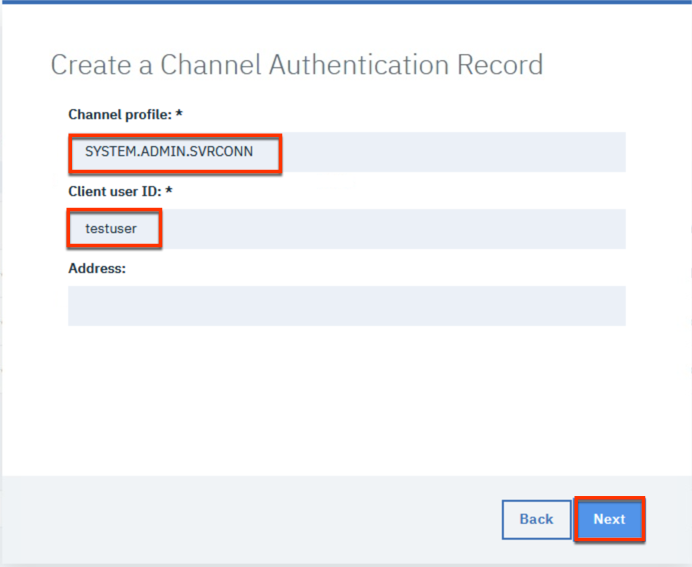 Create a Channel Authentication Record
Channel profile: *
SYSTEM.ADMIN.SVRCONN
Client user ID: *
testuser
Address:
Back Next